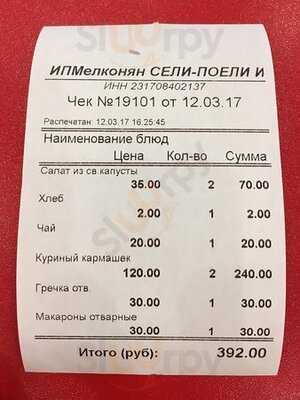 ИПМелконян СЕЛИ-ПОЕЛИ И
ИНН 231708402137
Чек №19101 от 12.03.17
Распечатан: 12.03.17 16:25:45
Наименование блюд
Цена Кол-во Сумма
Салат из св.капусты
35.00 2 70.00
Хлеб
2.00 1 2.00
Чай
20.00 1 20.00
Куриный кармашек
120.00 2 240.00
Гречка отв.
30.00 1 30.00
Макароны отварные
30.00 1 30.00
Итого (руб): 392.00